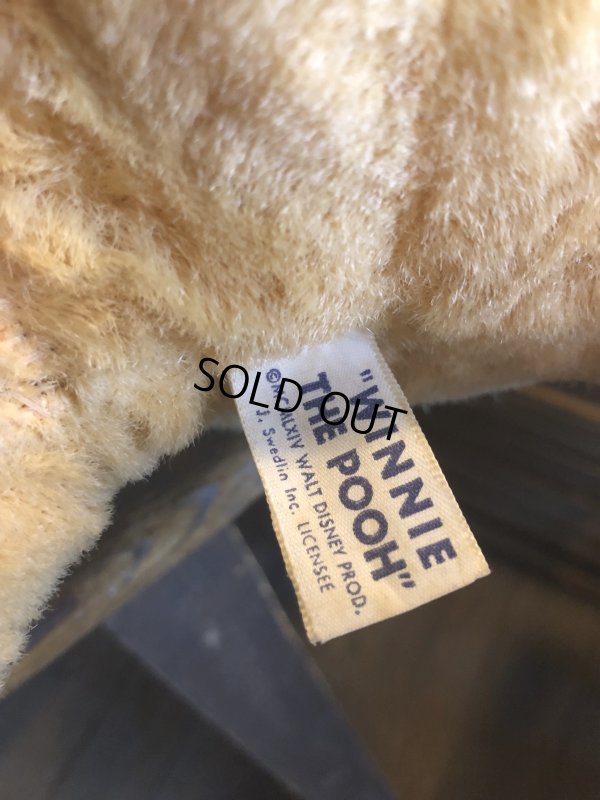 "WINNIE
THE POOH"
©MCMLXIV WALT DISNEY PROD.
J. Swedlin Inc. LICENSEE
SOLD OUT